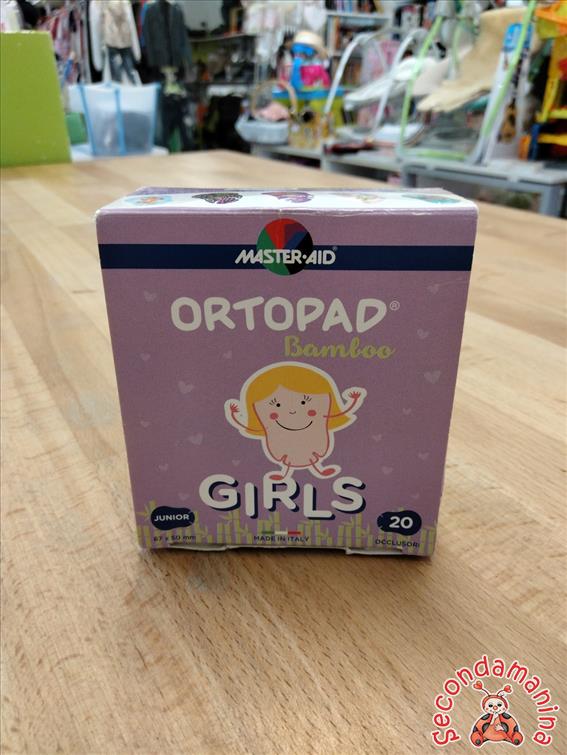 MASTER-AID®
ORTOPAD®
Bamboo
GIRLS
JUNIOR
67 x 50 mm
MADE IN ITALY
20
OCCLUSORI
Secondamanina